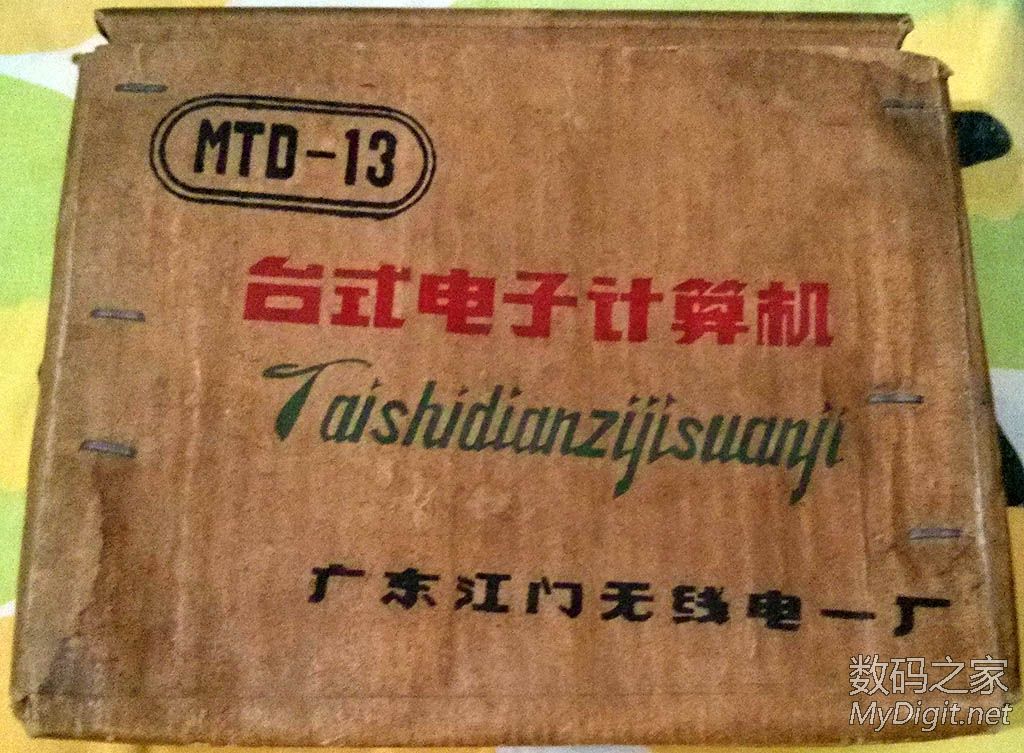 MTD-13
台式电子计算机
Taishidianzijisuanji
广东江门无线电一厂
数码之家
MyDigit.net